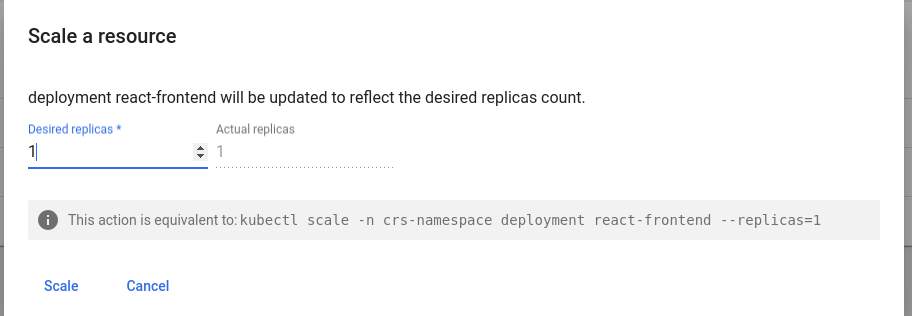 Scale a resource
deployment react-frontend will be updated to reflect the desired replicas count.
Desired replicas * Actual replicas
1 1
This action is equivalent to: kubectl scale -n crs-namespace deployment react-frontend --replicas=1
Scale Cancel